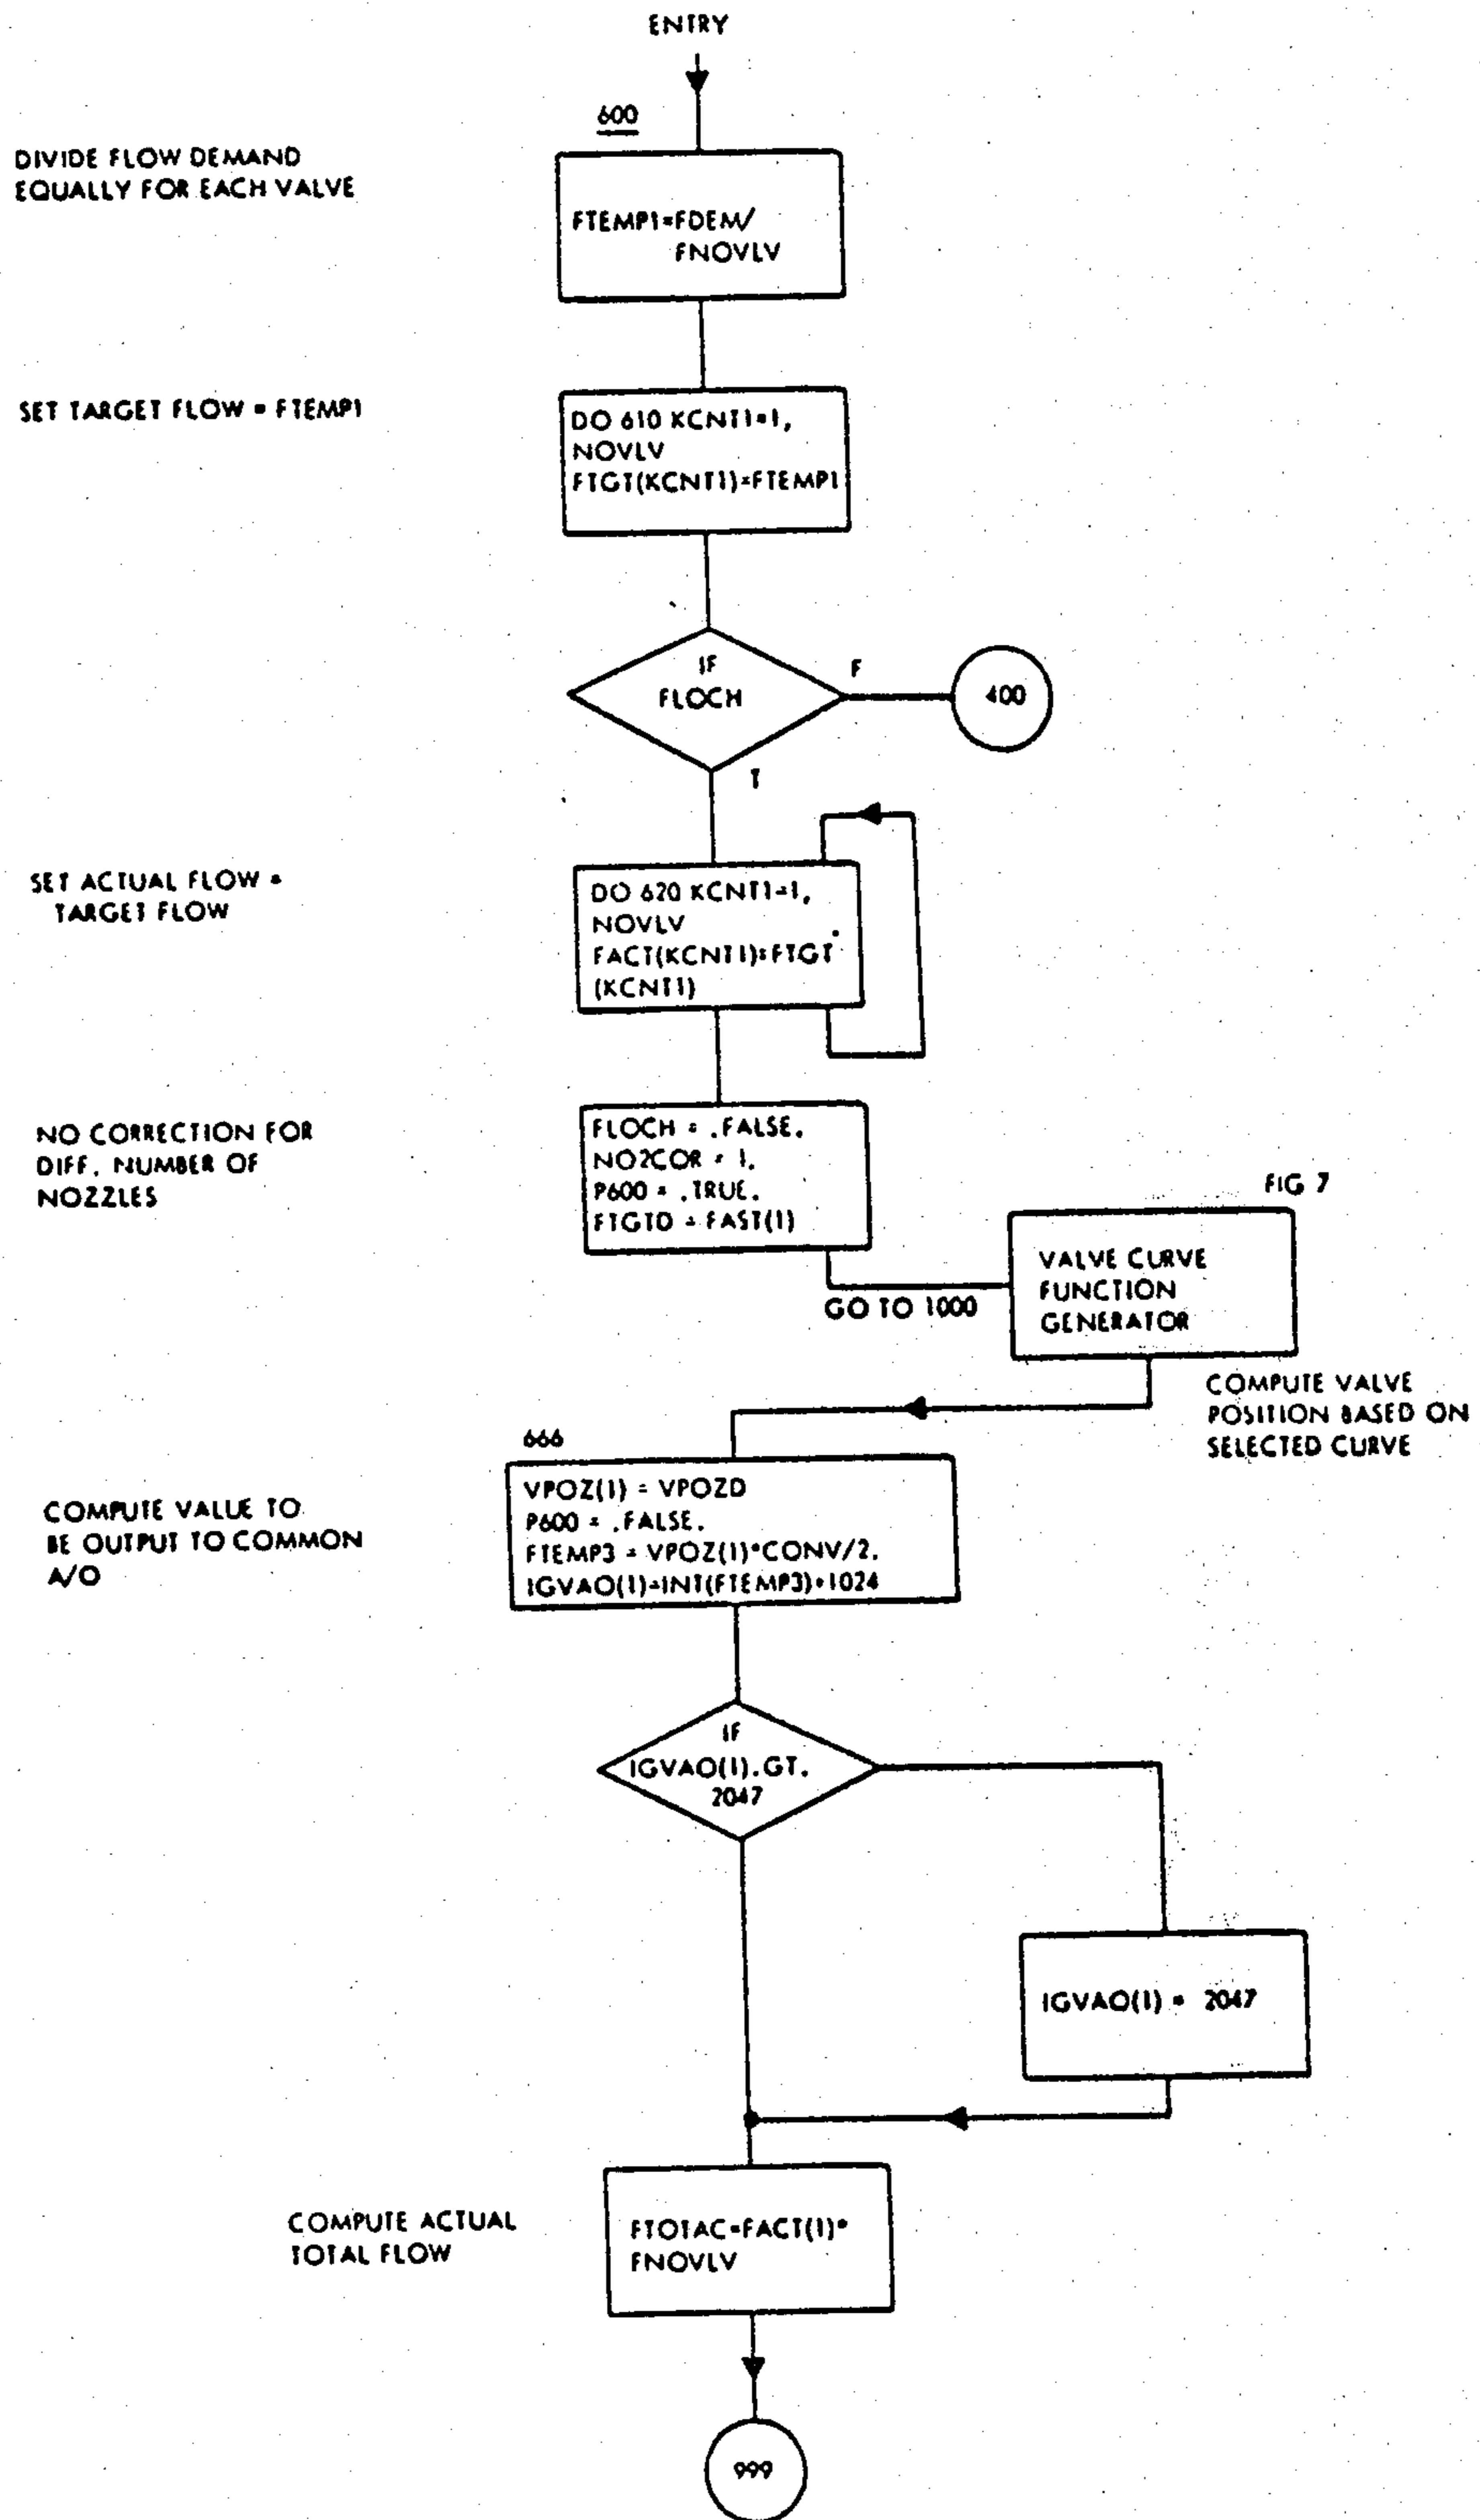 ENTRY
600
DIVIDE FLOW DEMAND
EQUALLY FOR EACH VALVE
FTEMP1=FDEM/
FNOVLV
SET TARGET FLOW = FTEMP1
DO 610 KCNT1=1,
NOVLV
FTGT(KCNT1)=FTEMP1
IF
FLOCH
F
400
T
SET ACTUAL FLOW =
TARGET FLOW
DO 620 KCNT1=1,
NOVLV
FACT(KCNT1)=FTGT
(KCNT1)
NO CORRECTION FOR
DIFF. NUMBER OF
NOZZLES
FLOCH = .FALSE.
NO2COR = 1.
P600 = .TRUE.
FTGTD = FAST(1)
FIG 7
VALVE CURVE
FUNCTION
GENERATOR
GO TO 1000
COMPUTE VALVE
POSITION BASED ON
SELECTED CURVE
666
COMPUTE VALUE TO
BE OUTPUT TO COMMON
A/O
VPOZ(1) = VPOZD
P600 = .FALSE.
FTEMP3 = VPOZ(1)*CONV/2.
IGVAO(1)=INT(FTEMP3)*1024
IF
IGVAO(1).GT.
2047
IGVAO(1) = 2047
COMPUTE ACTUAL
TOTAL FLOW
FTOTAC=FACT(1)*
FNOVLV
999